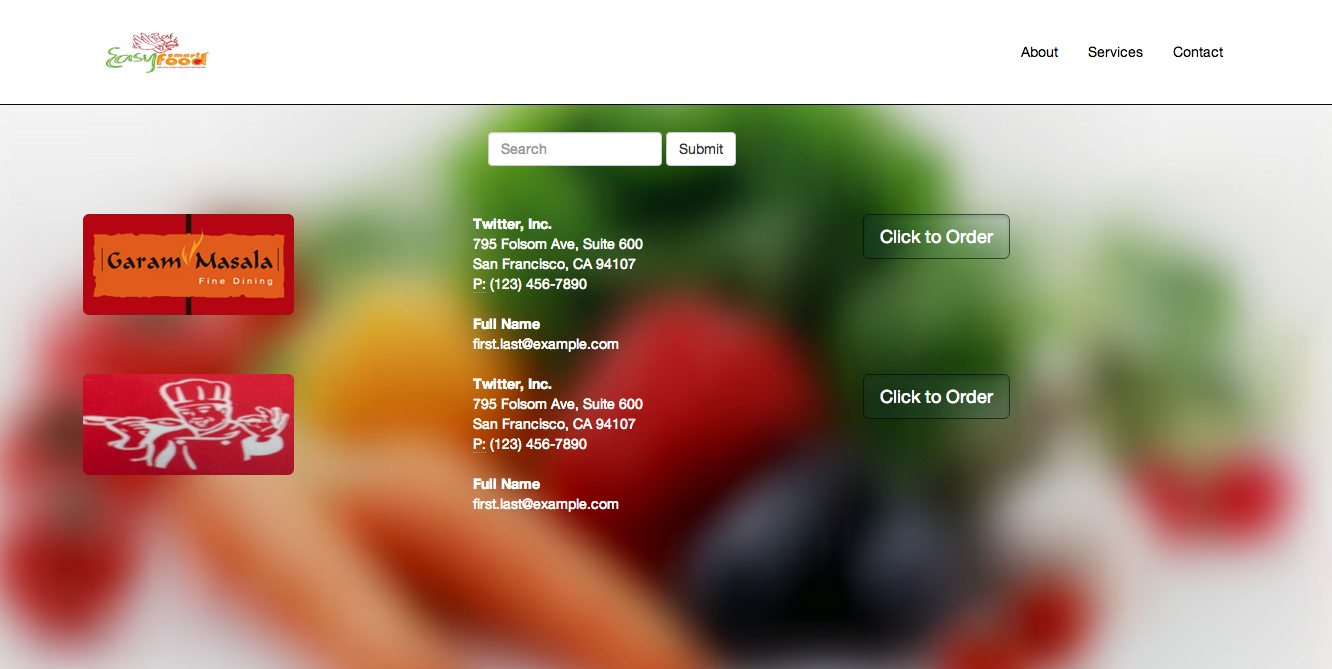 Easy Food
About Services Contact
Search Submit
Garam Masala
Fine Dining
Twitter, Inc.
795 Folsom Ave, Suite 600
San Francisco, CA 94107
P: (123) 456-7890
Full Name
first.last@example.com
Click to Order
Twitter, Inc.
795 Folsom Ave, Suite 600
San Francisco, CA 94107
P: (123) 456-7890
Full Name
first.last@example.com
Click to Order